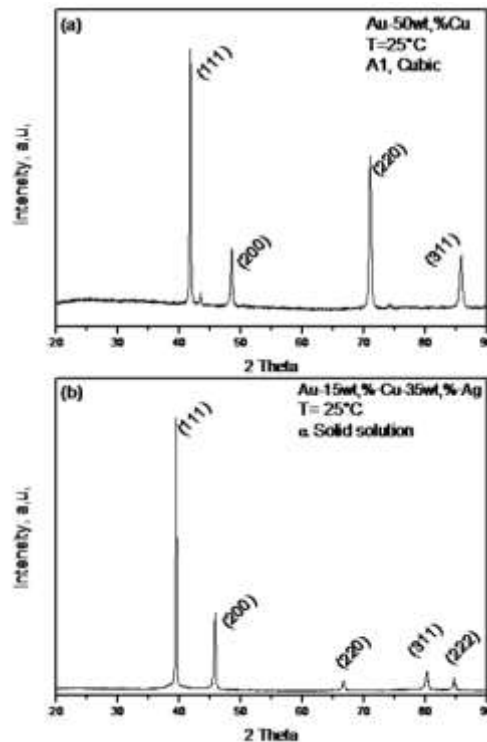 (a)
Au-50wt,%Cu
T=25°C
A1, Cubic
(111)
(200)
(220)
(311)
Intensity, a,u,
20 30 40 50 60 70 80 90
2 Theta
(b)
Au-15wt,%-Cu-35wt,%-Ag
T= 25°C
α Solid solution
(111)
(200)
(220)
(311)
(222)
Intensity, a,u,
20 30 40 50 60 70 80 90
2 Theta